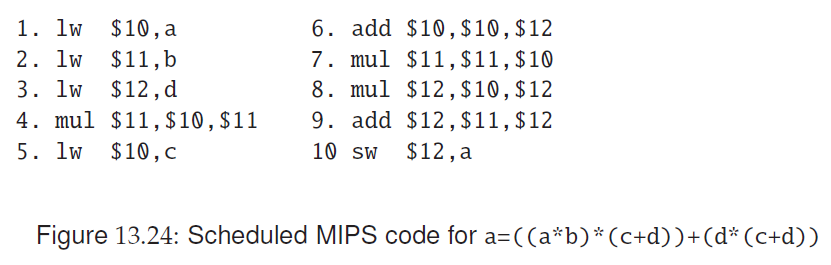 1. lw $10,a
2. lw $11,b
3. lw $12,d
4. mul $11,$10,$11
5. lw $10,c
6. add $10,$10,$12
7. mul $11,$11,$10
8. mul $12,$10,$12
9. add $12,$11,$12
10 sw $12,a
Figure 13.24: Scheduled MIPS code for a=((a*b)*(c+d))+(d*(c+d))